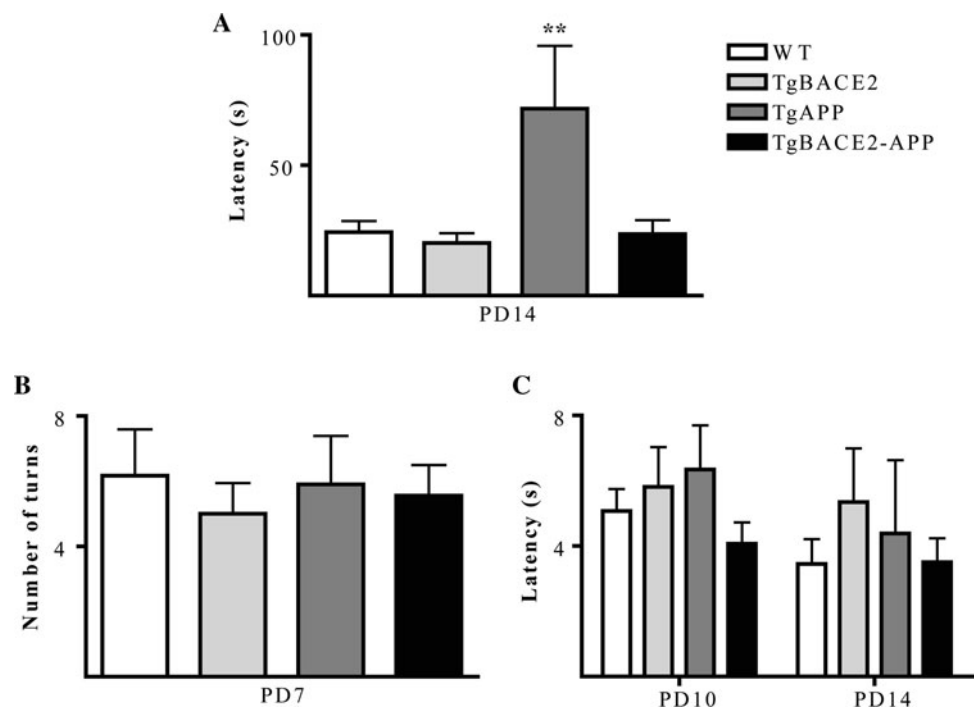 A
100
50
Latency (s)
**
PD14
WT
TgBACE2
TgAPP
TgBACE2-APP
B
8
4
Number of turns
PD7
C
8
4
Latency (s)
PD10 PD14